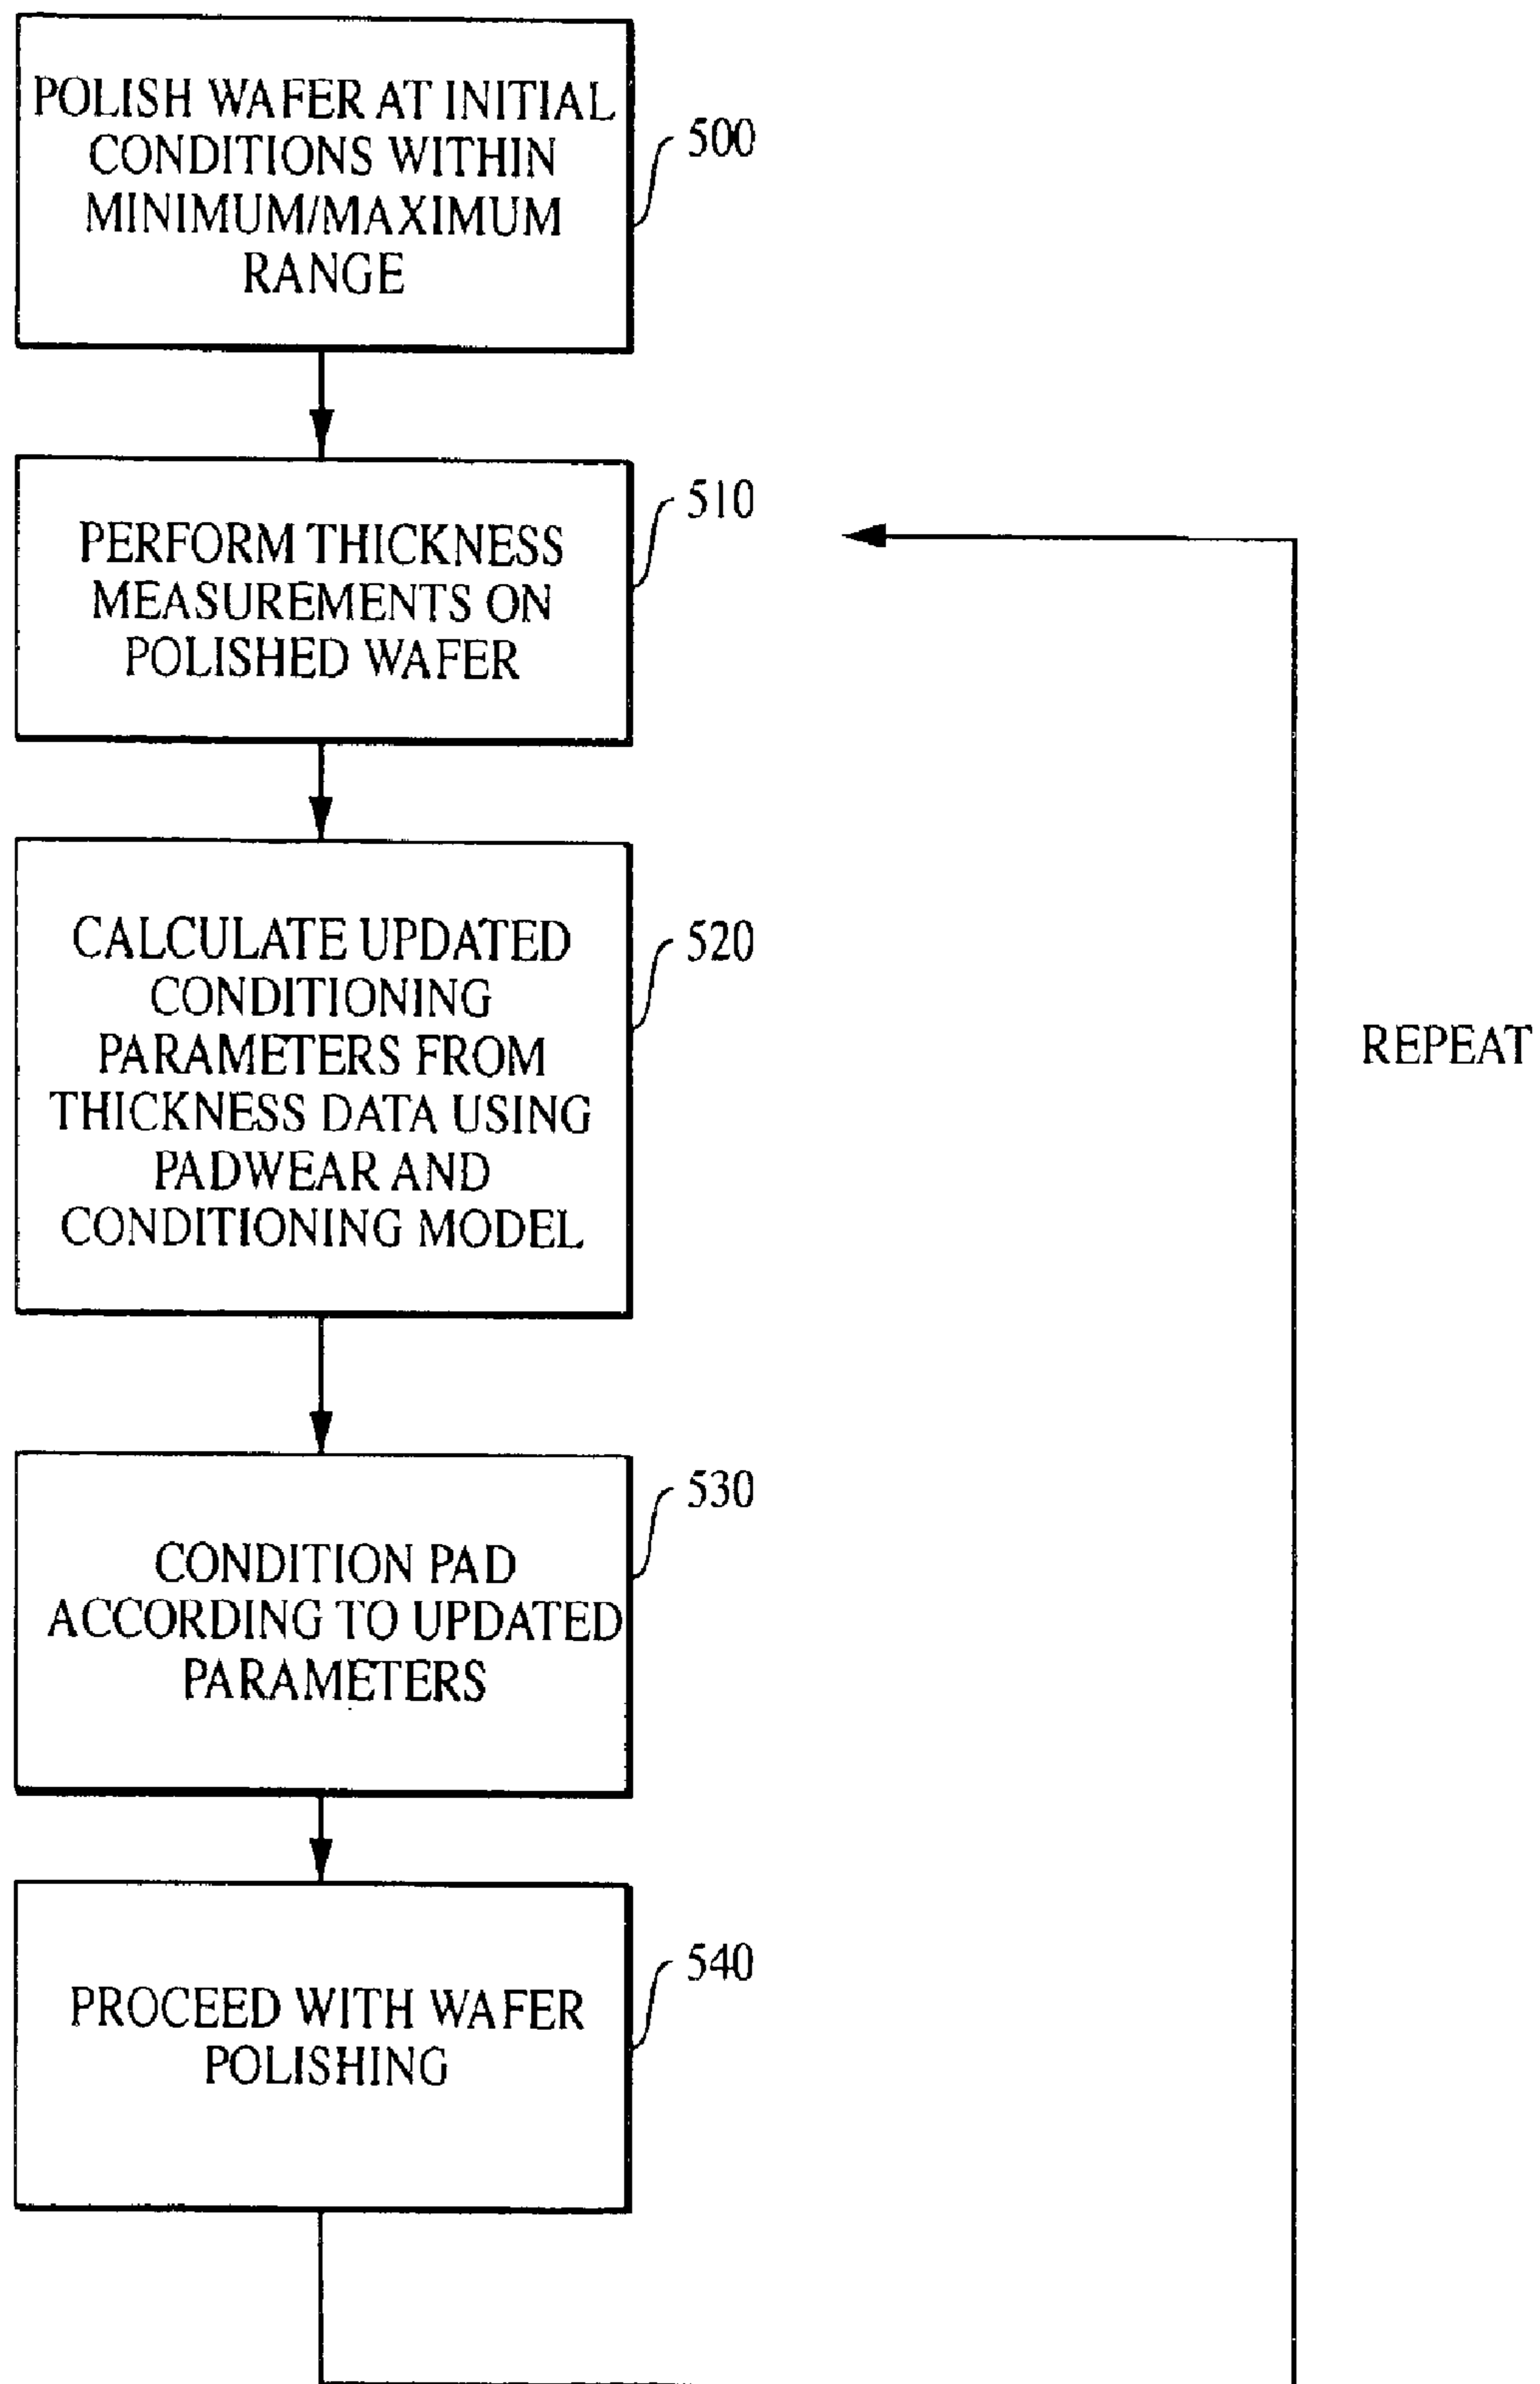 POLISH WAFER AT INITIAL
CONDITIONS WITHIN
MINIMUM/MAXIMUM
RANGE
500
PERFORM THICKNESS
MEASUREMENTS ON
POLISHED WAFER
510
CALCULATE UPDATED
CONDITIONING
PARAMETERS FROM
THICKNESS DATA USING
PADWEAR AND
CONDITIONING MODEL
520
REPEAT
CONDITION PAD
ACCORDING TO UPDATED
PARAMETERS
530
PROCEED WITH WAFER
POLISHING
540